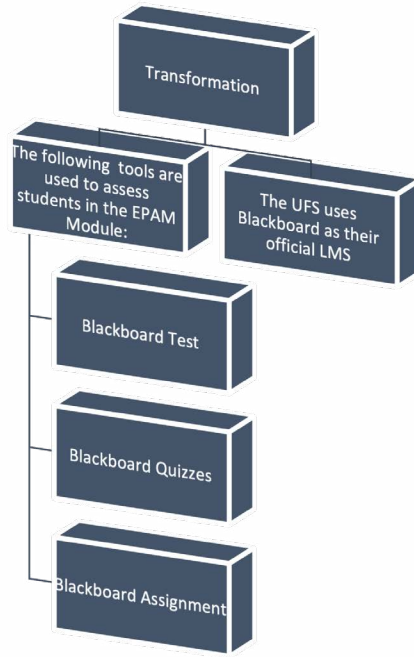 Transformation
The following tools are
used to assess
students in the EPAM
Module:
The UFS uses
Blackboard as their
official LMS
Blackboard Test
Blackboard Quizzes
Blackboard Assignment